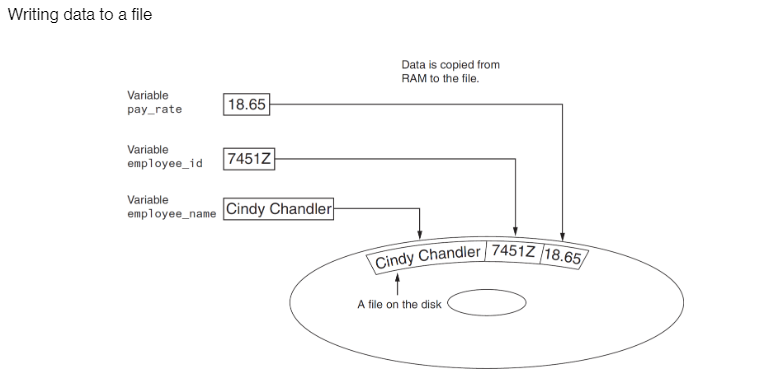 Writing data to a file
Data is copied from
RAM to the file.
Variable
pay_rate
18.65
Variable
employee_id
7451Z
Variable
employee_name
Cindy Chandler
Cindy Chandler 7451Z 18.65
A file on the disk